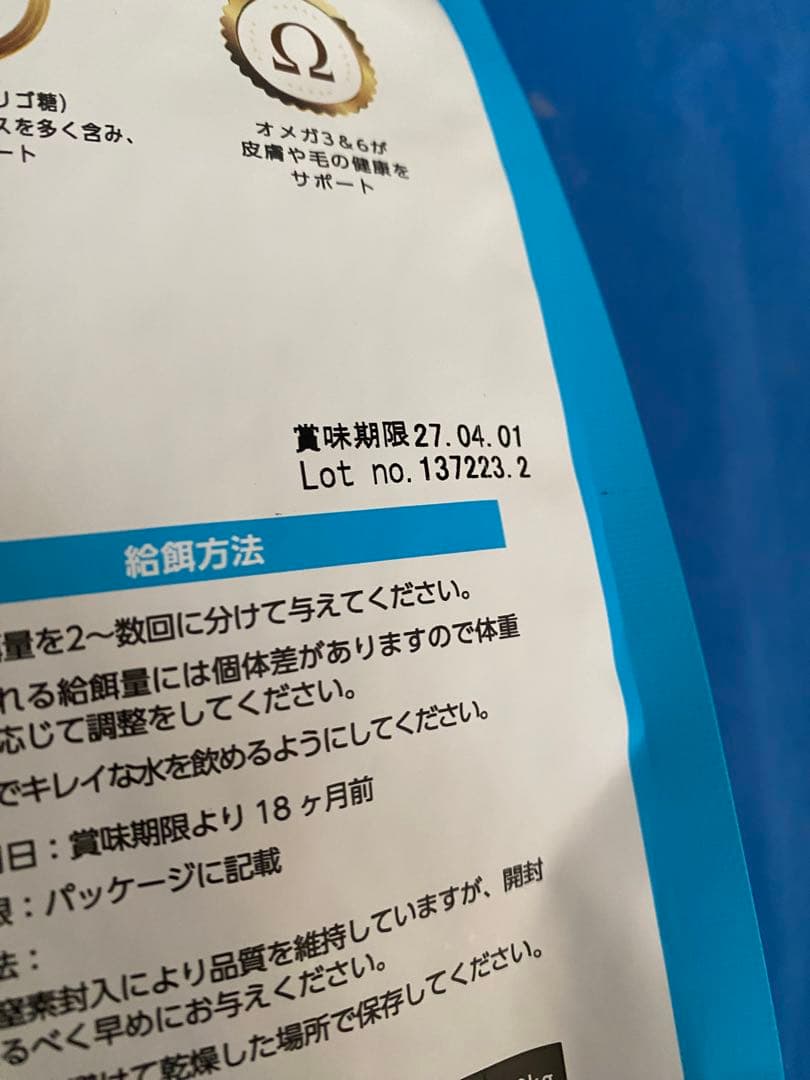 リゴ糖)
スを多く含み、
ート
Ω
オメガ3&6が
皮膚や毛の健康を
サポート
賞味期限27.04.01
Lot no.137223.2
給餌方法
量を2〜数回に分けて与えてください。
れる給餌量には個体差がありますので体重
応じて調整をしてください。
でキレイな水を飲めるようにしてください。
日：賞味期限より 18 ヶ月前
限：パッケージに記載
法：
窒素封入により品質を維持していますが、開封
るべく早めにお与えください。
けて乾燥した場所で保存してください。